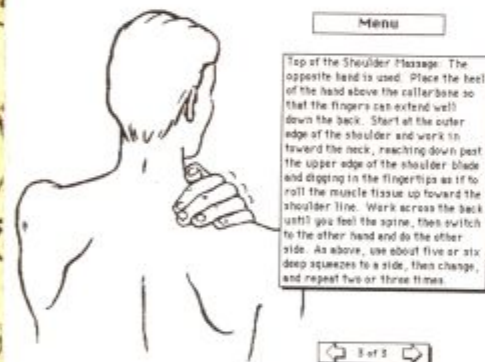 Menu
Top of the Shoulder Massage: The
opposite hand is used. Place the heel
of the hand above the collarbone so
that the fingers can extend well
down the back. Start at the outer
edge of the shoulder and work in
toward the neck, reaching down past
the upper edge of the shoulder blade
and digging in the fingertips as if to
roll the muscle tissue up toward the
shoulder line. Work across the back
until you feel the spine, then switch
to the other hand and do the other
side. As above, use about five or six
deep squeezes to a side, then change,
and repeat two or three times.
3 of 3